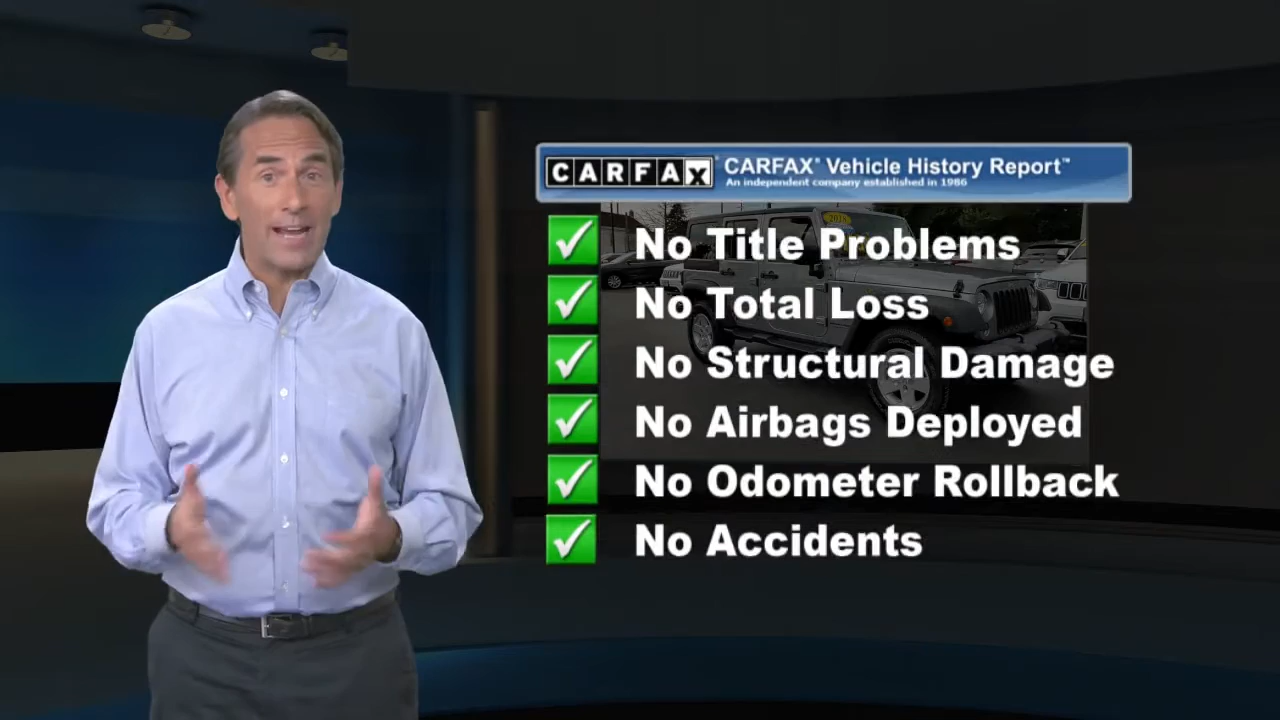 CARFAX
CARFAX® Vehicle History Report™
An independent company established in 1986
No Title Problems
No Total Loss
No Structural Damage
No Airbags Deployed
No Odometer Rollback
No Accidents